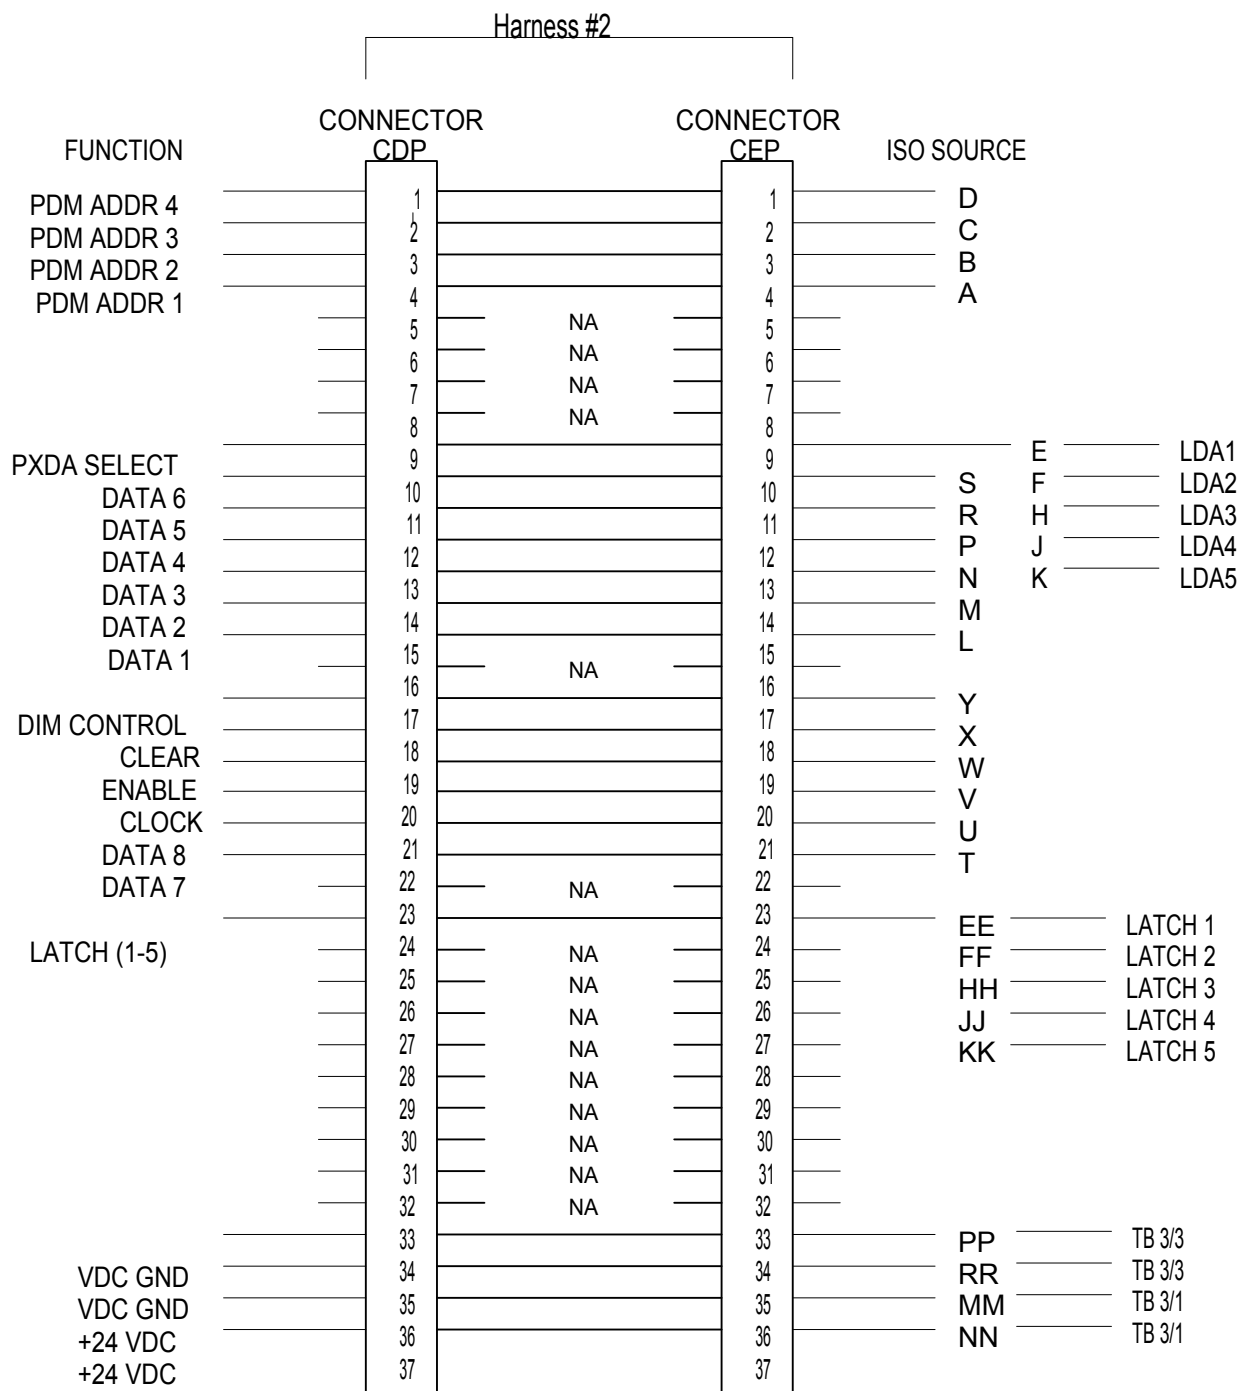 Harness #2
CONNECTOR CONNECTOR
FUNCTION CDP CEP ISO SOURCE
PDM ADDR 4 1 1 D
PDM ADDR 3 2 2 C
PDM ADDR 2 3 3 B
PDM ADDR 1 4 4 A
5 NA 5
6 NA 6
7 NA 7
8 NA 8
PXDA SELECT 9 9 E LDA1
DATA 6 10 10 S F LDA2
DATA 5 11 11 R H LDA3
DATA 4 12 12 P J LDA4
DATA 3 13 13 N K LDA5
DATA 2 14 14 M
DATA 1 15 15 L
16 NA 16
DIM CONTROL 17 17 Y
CLEAR 18 18 X
ENABLE 19 19 W
CLOCK 20 20 V
DATA 8 21 21 U
DATA 7 22 22 T
23 NA 23
LATCH (1-5) 24 24 EE LATCH 1
25 NA 25 FF LATCH 2
26 NA 26 HH LATCH 3
27 NA 27 JJ LATCH 4
28 NA 28 KK LATCH 5
29 NA 29
30 NA 30
31 NA 31
32 NA 32
33 NA 33
VDC GND 34 34 PP TB 3/3
VDC GND 35 35 RR TB 3/3
+24 VDC 36 36 MM TB 3/1
+24 VDC 37 37 NN TB 3/1